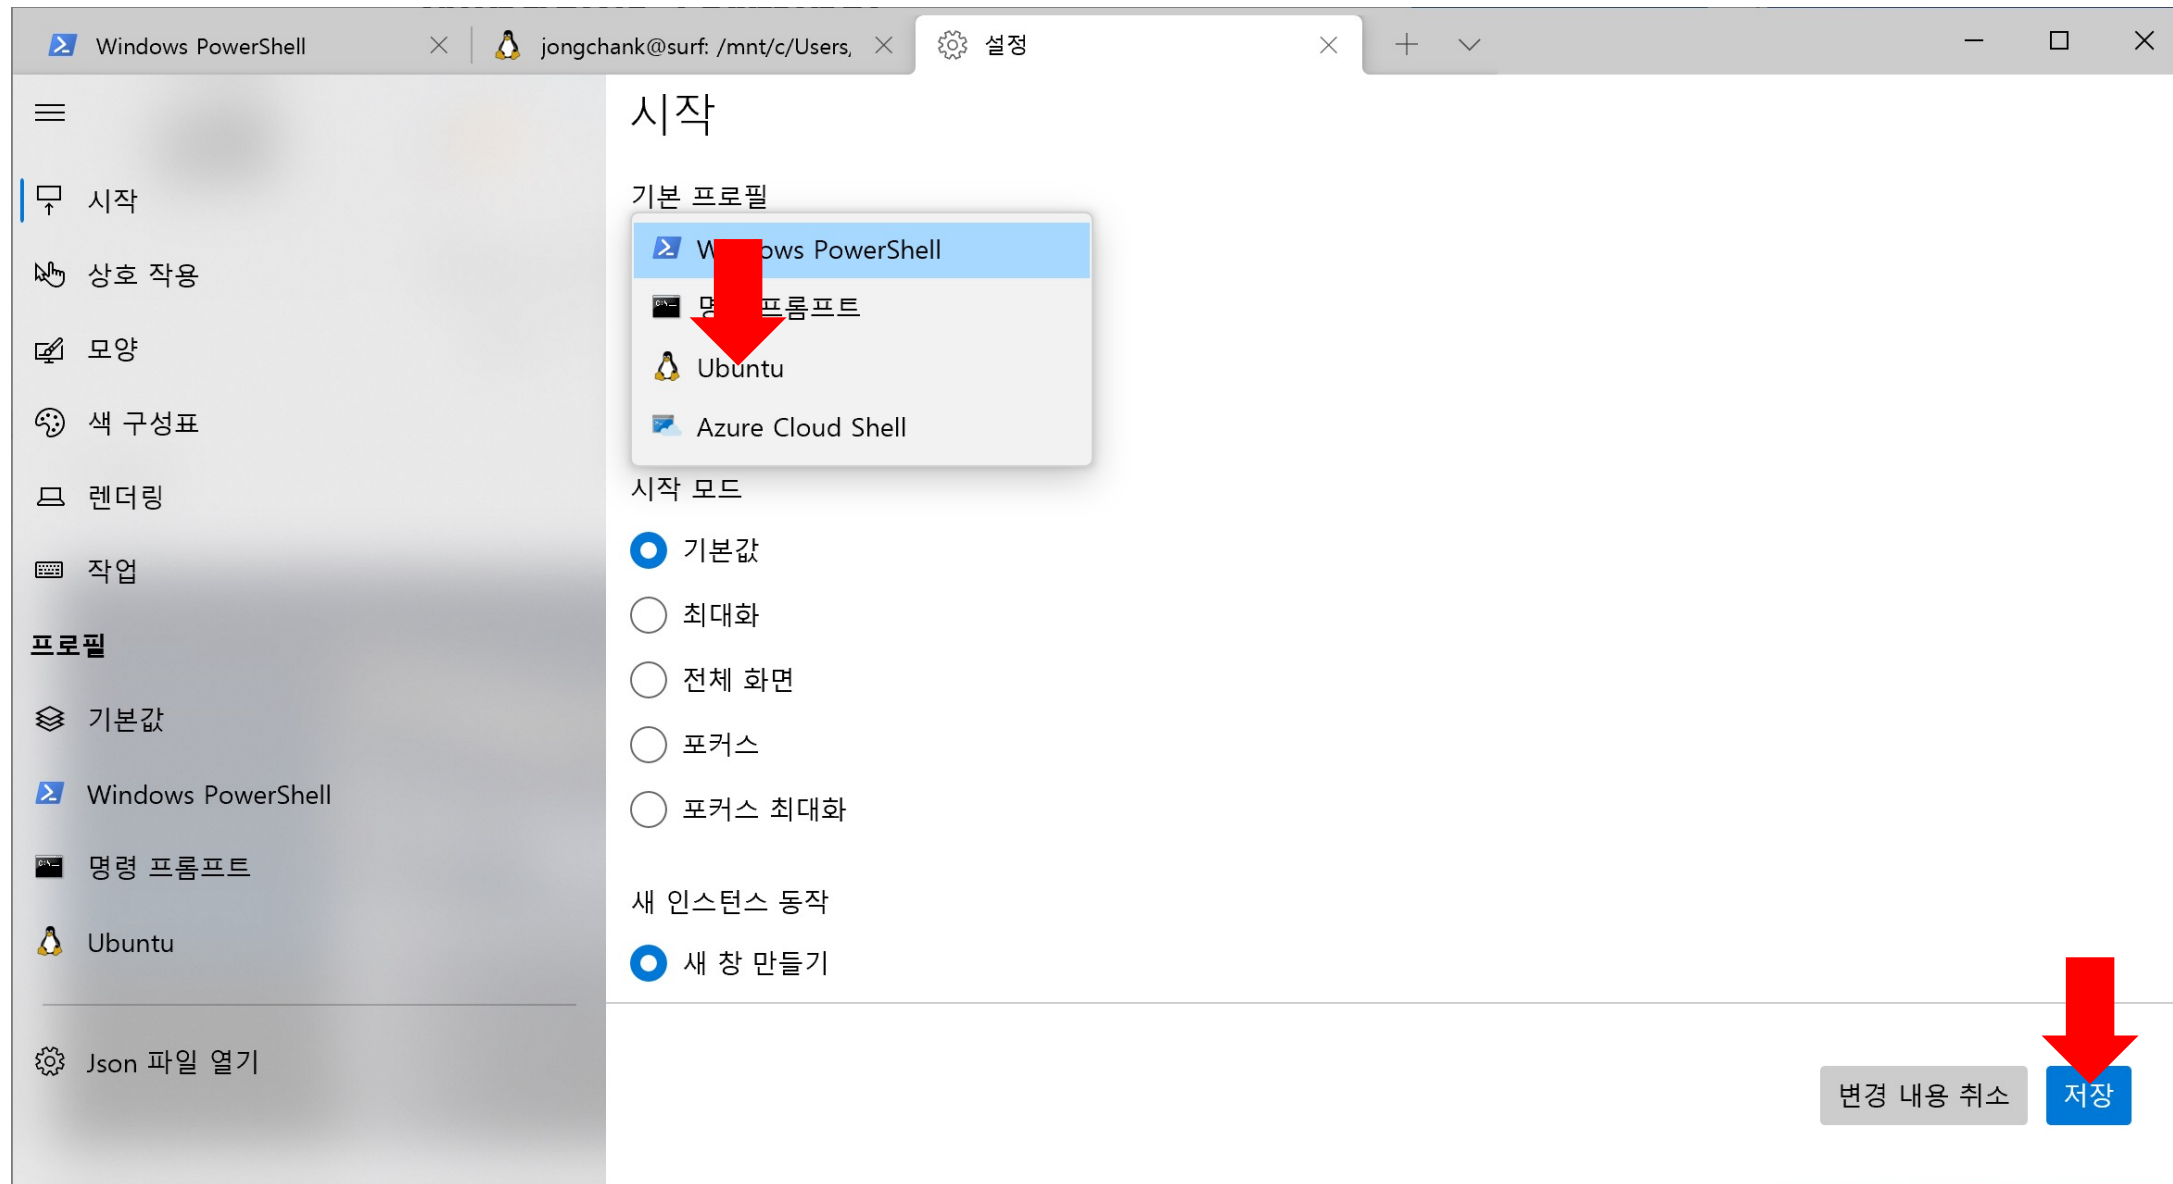 Windows PowerShell
jongchank@surf: /mnt/c/Users,
설정
시작
상호 작용
모양
색 구성표
렌더링
작업
프로필
기본값
Windows PowerShell
명령 프롬프트
Ubuntu
Json 파일 열기
시작
기본 프로필
PowerShell
프롬프트
Ubuntu
Azure Cloud Shell
시작 모드
기본값
최대화
전체 화면
포커스
포커스 최대화
새 인스턴스 동작
새 창 만들기
변경 내용 취소
저장